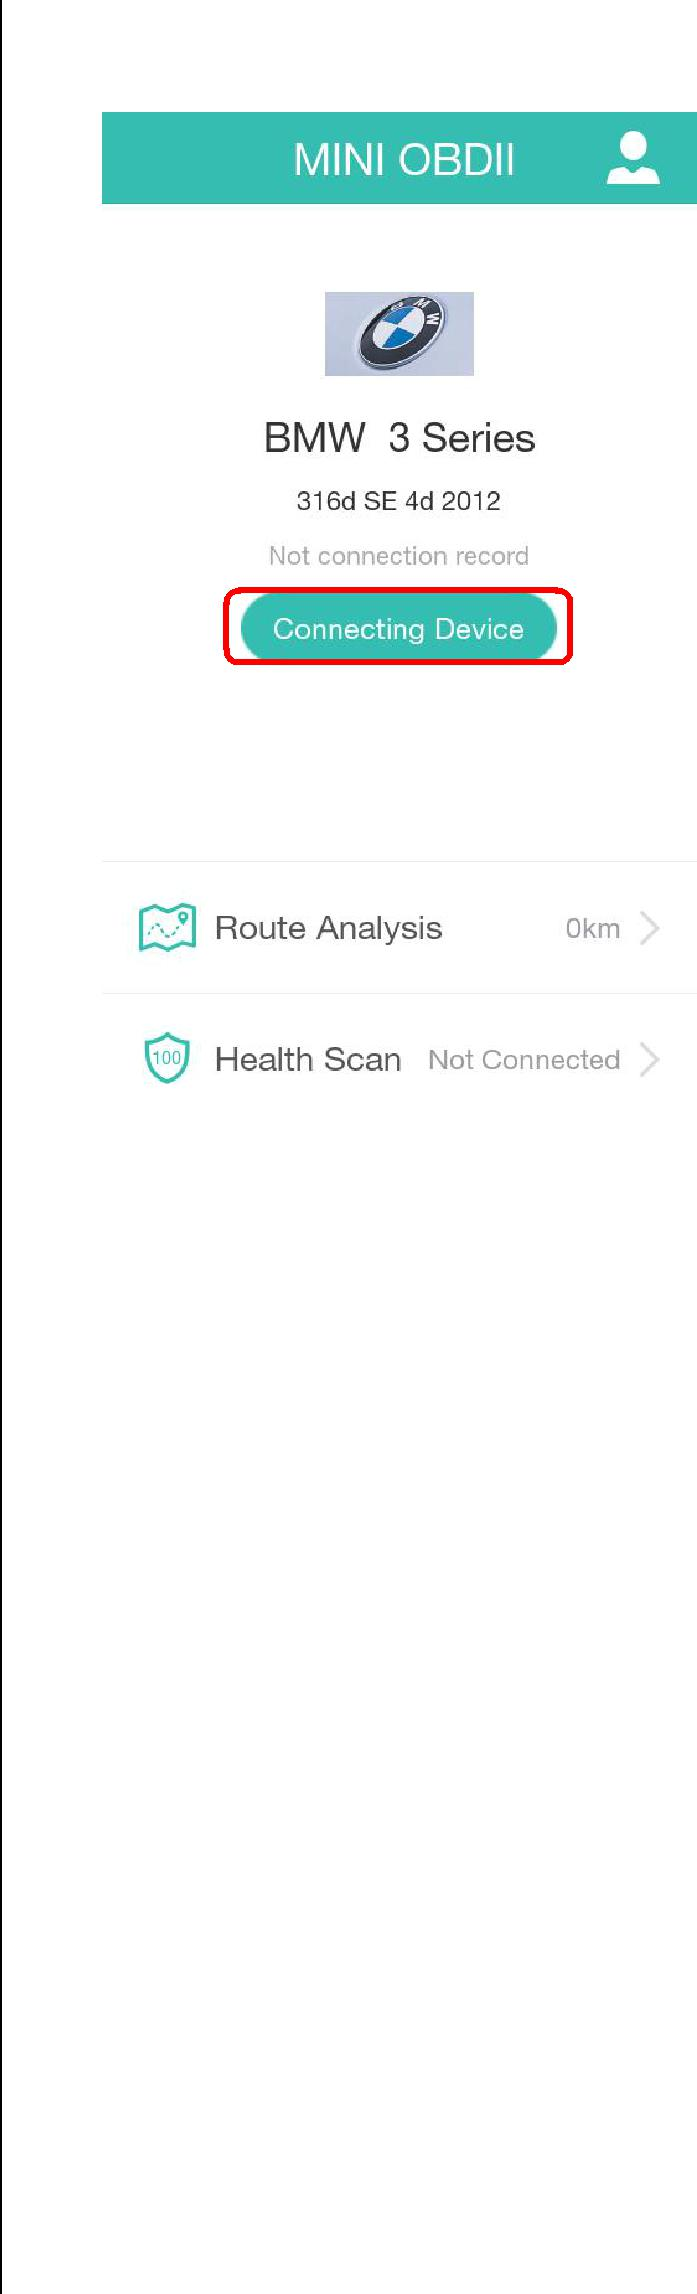 MINI OBDII
BMW
BMW 3 Series
316d SE 4d 2012
Not connection record
Connecting Device
Route Analysis 0km
100 Health Scan Not Connected